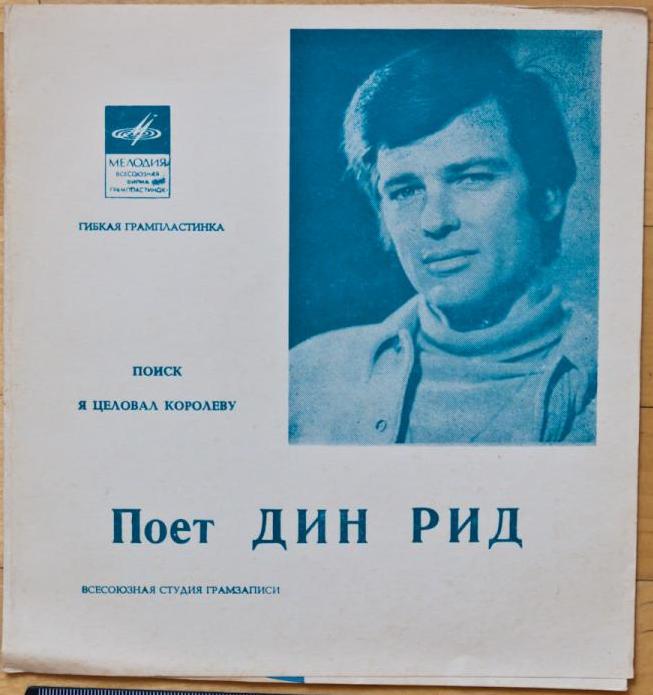 МЕЛОДИЯ
ВСЕСОЮЗНАЯ
ФИРМА
ГРАМПЛАСТИНОК
ГИБКАЯ ГРАМПЛАСТИНКА
ПОИСК
Я ЦЕЛОВАЛ КОРОЛЕВУ
Поет ДИН РИД
ВСЕСОЮЗНАЯ СТУДИЯ ГРАМЗАПИСИ